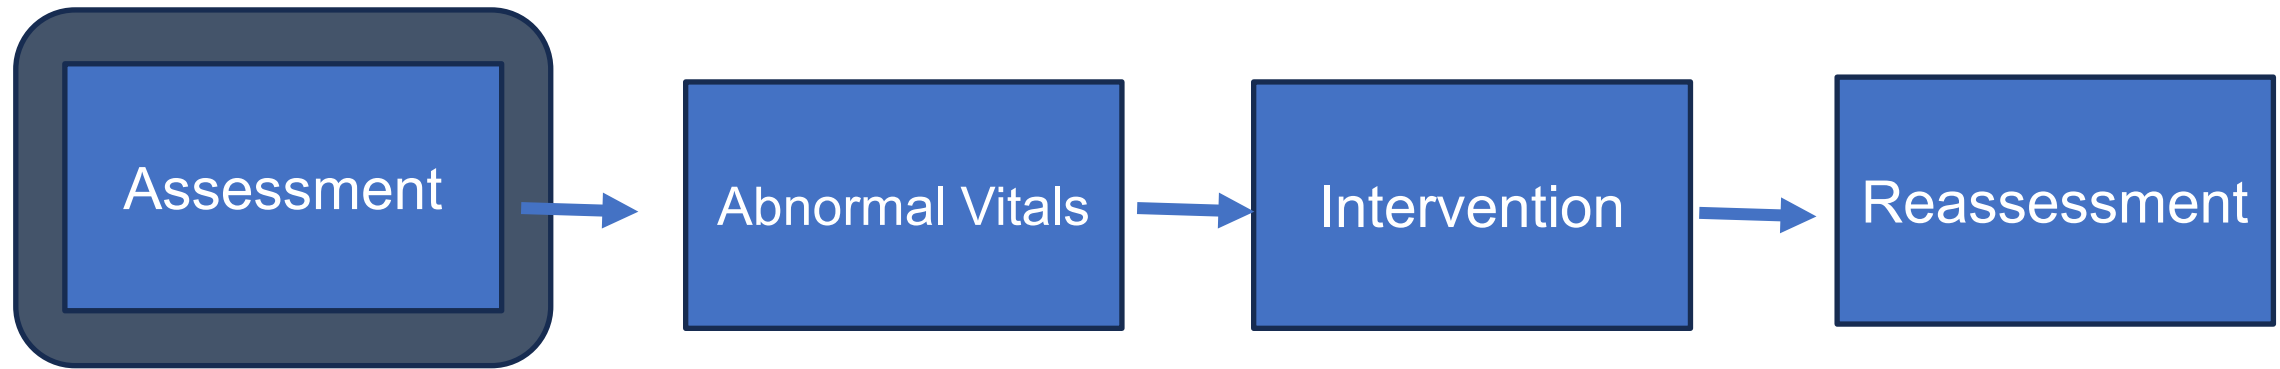 Assessment
Abnormal Vitals
Intervention
Reassessment